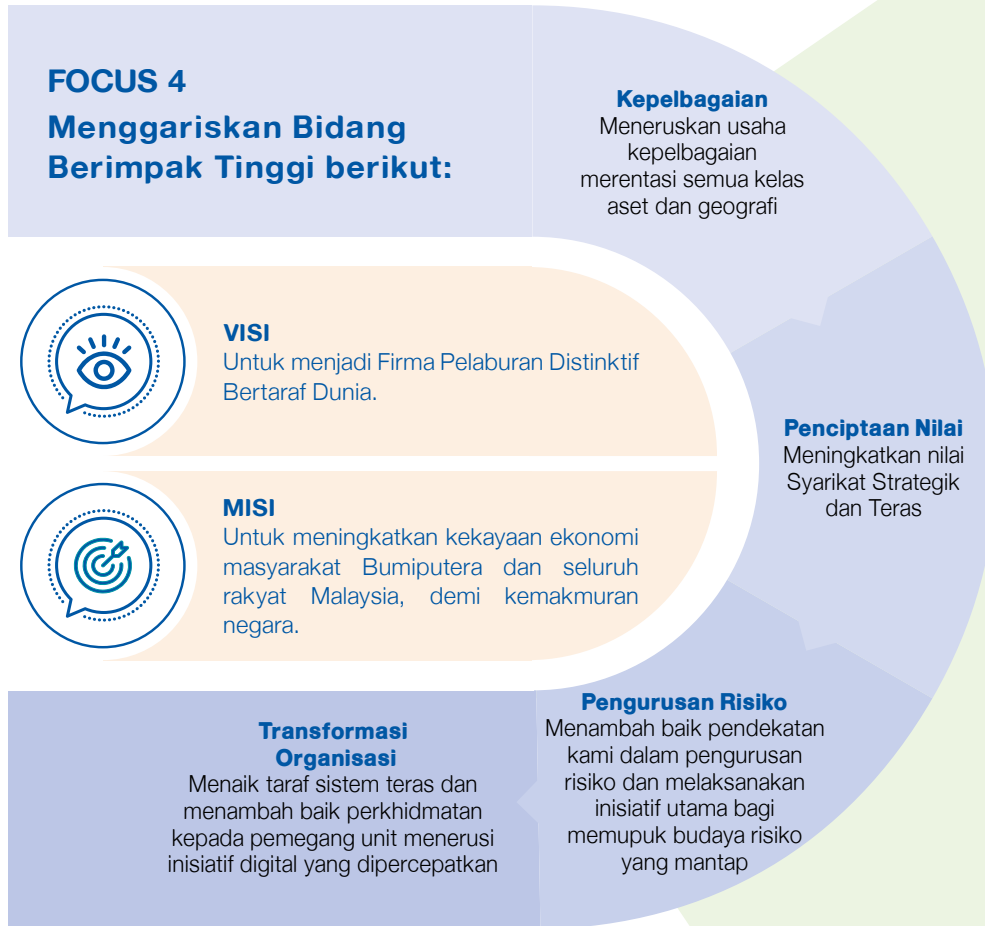 FOCUS 4
Menggariskan Bidang
Berimpak Tinggi berikut:
Kepelbagaian
Meneruskan usaha
kepelbagaian
merentasi semua kelas
aset dan geografi
VISI
Untuk menjadi Firma Pelaburan Distinktif
Bertaraf Dunia.
Penciptaan Nilai
Meningkatkan nilai
Syarikat Strategik
dan Teras
MISI
Untuk meningkatkan kekayaan ekonomi
masyarakat Bumiputera dan seluruh
rakyat Malaysia, demi kemakmuran
negara.
Pengurusan Risiko
Menambah baik pendekatan
kami dalam pengurusan
risiko dan melaksanakan
inisiatif utama bagi
memupuk budaya risiko
yang mantap
Transformasi
Organisasi
Menaik taraf sistem teras dan
menambah baik perkhidmatan
kepada pemegang unit menerusi
inisiatif digital yang dipercepatkan